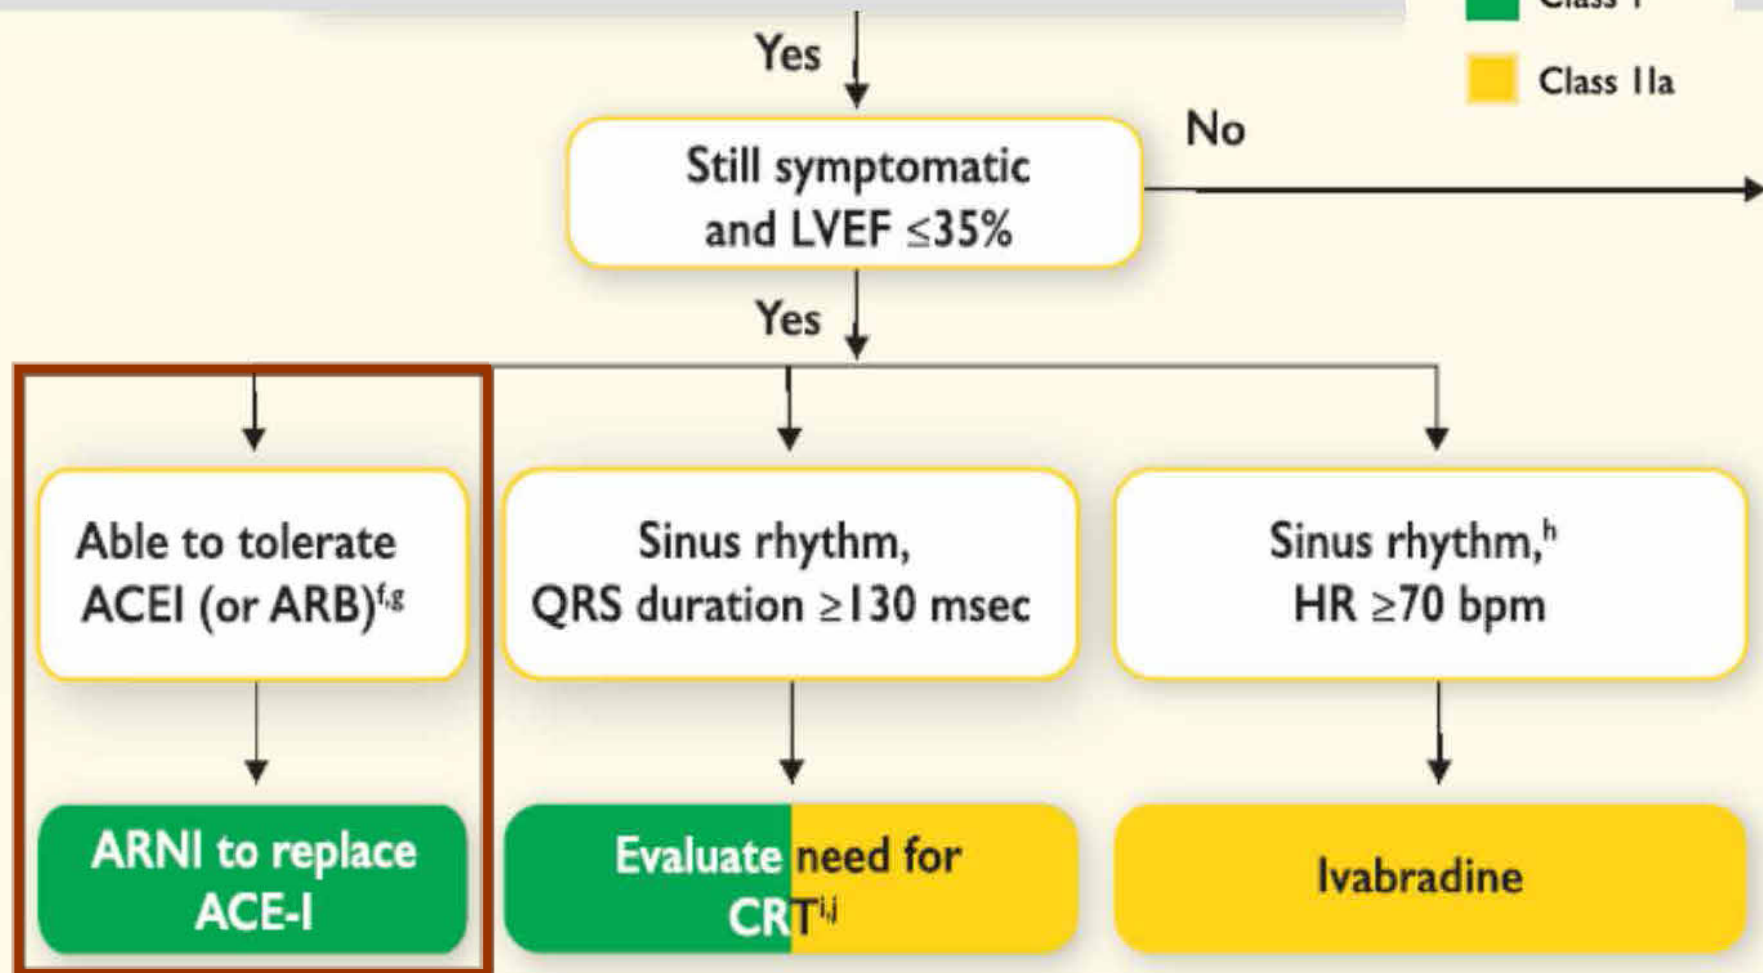 Class I
Yes
Class IIa
No
Still symptomatic
and LVEF ≤35%
Yes
Able to tolerate
ACEI (or ARB)f,g
Sinus rhythm,
QRS duration ≥130 msec
Sinus rhythm,h
HR ≥70 bpm
ARNI to replace
ACE-I
Evaluate need for
CRTi,j
Ivabradine